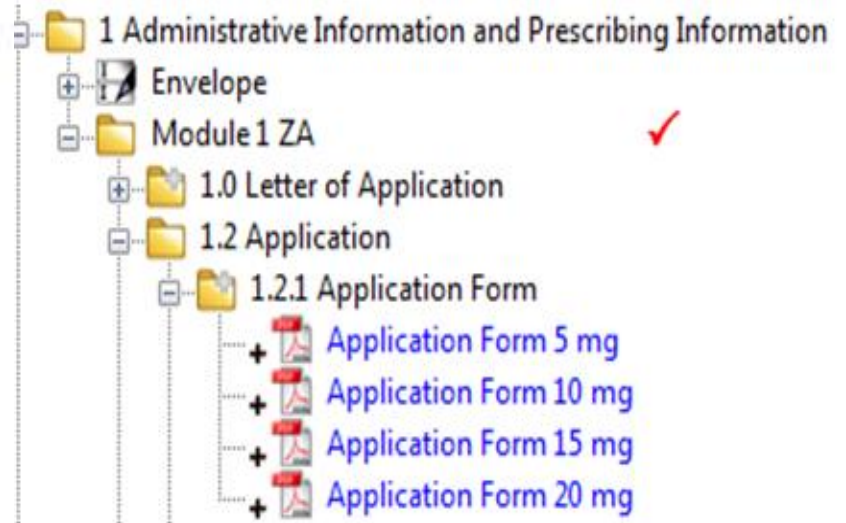 1 Administrative Information and Prescribing Information
Envelope
Module 1 ZA
1.0 Letter of Application
1.2 Application
1.2.1 Application Form
Application Form 5 mg
Application Form 10 mg
Application Form 15 mg
Application Form 20 mg